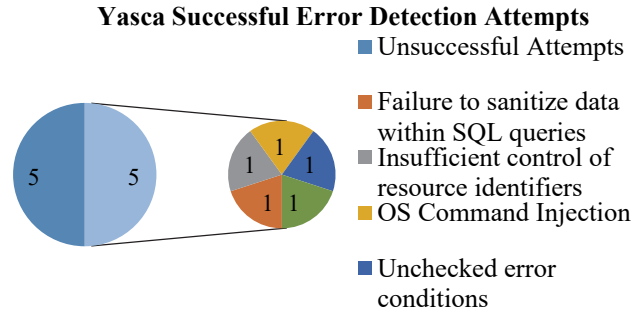 Yasca Successful Error Detection Attempts
Unsuccessful Attempts
Failure to sanitize data
within SQL queries
Insufficient control of
resource identifiers
OS Command Injection
Unchecked error
conditions
5
5
1
1
1
1
1